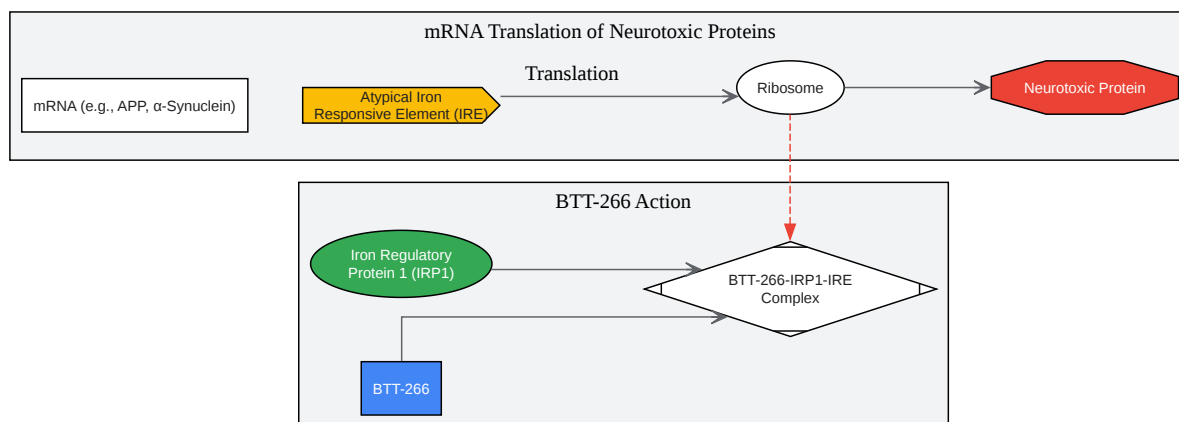 mRNA Translation of Neurotoxic Proteins
mRNA (e.g., APP, α-Synuclein)
Atypical Iron
Responsive Element (IRE)
Translation
Ribosome
Neurotoxic Protein
BTT-266 Action
Iron Regulatory
Protein 1 (IRP1)
BTT-266-IRP1-IRE
Complex
BTT-266